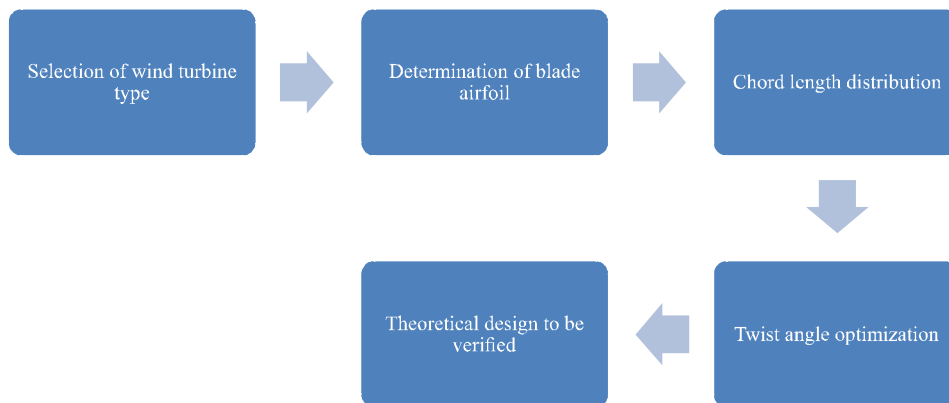 Selection of wind turbine
type
Determination of blade
airfoil
Chord length distribution
Twist angle optimization
Theoretical design to be
verified